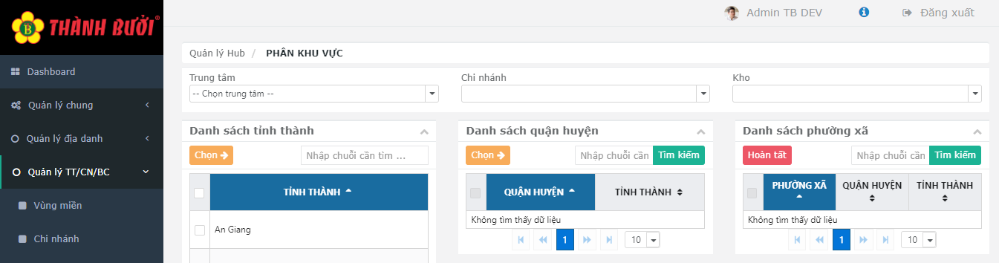 THÀNH BƯỞI®
B
Admin TB DEV
Đăng xuất
Dashboard
Quản lý chung
Quản lý địa danh
Quản lý TT/CN/BC
Vùng miền
Chi nhánh
Quản lý Hub / PHÂN KHU VỰC
Trung tâm
-- Chọn trung tâm --
Chi nhánh
Kho
Danh sách tỉnh thành
Chọn
Nhập chuỗi cần tìm ...
TỈNH THÀNH
An Giang
Danh sách quận huyện
Chọn
Nhập chuỗi cần
Tìm kiếm
QUẬN HUYỆN
TỈNH THÀNH
Không tìm thấy dữ liệu
1
10
Danh sách phường xã
Hoàn tất
Nhập chuỗi cần
Tìm kiếm
PHƯỜNG XÃ
QUẬN HUYỆN
TỈNH THÀNH
Không tìm thấy dữ liệu
1
10